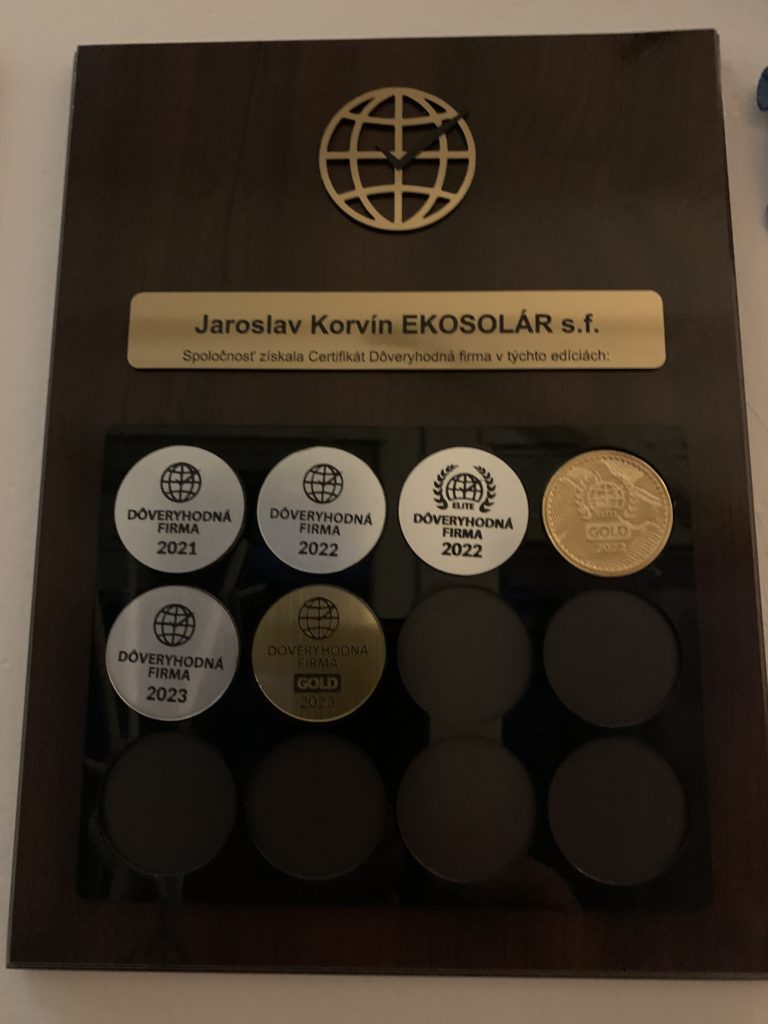 Jaroslav Korvín EKOSOLÁR s.f.
Spoločnosť získala Certifikát Dôveryhodná firma v týchto edíciách:
DÔVERYHODNÁ
FIRMA
2021
DÔVERYHODNÁ
FIRMA
2022
ELITE
DÔVERYHODNÁ
FIRMA
2022
GOLD
2022
DÔVERYHODNÁ
FIRMA
2023
DÔVERYHODNÁ
FIRMA
GOLD
2023